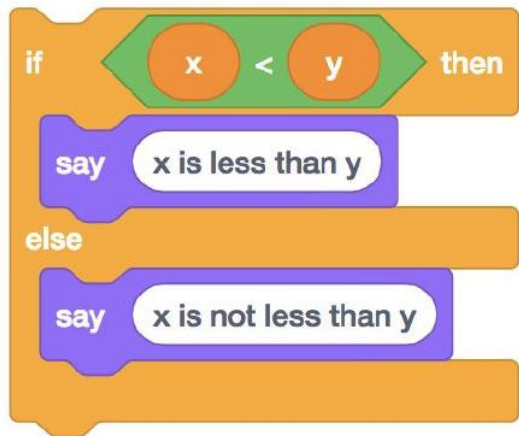 if x < y then
say x is less than y
else
say x is not less than y